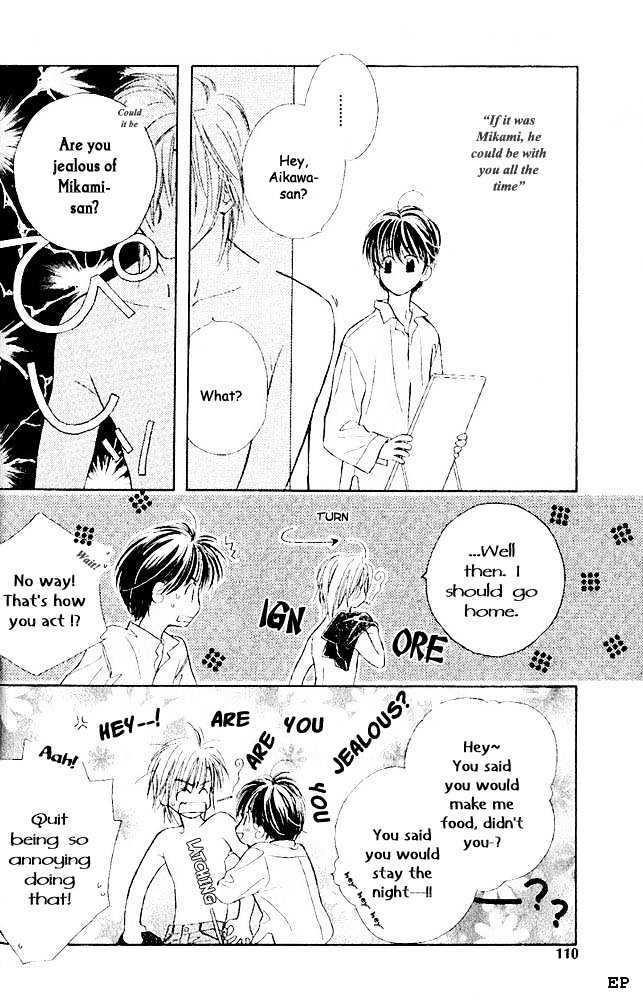 "If it was
Mikami, he
could be with
you all the
time"
..........
Hey,
Aikawa-
san?
What?
Could
it be
Are you
jealous of
Mikami-
san?
...Well
then. I
should go
home.
TURN
IGN
ORE
Wait!
No way!
That's how
you act !?
Hey~
You said
you would
make me
food, didn't
you-?
You said
you would
stay the
night---!!
hey hey hey
—??
HEY--! ARE YOU JEALOUS?
ARE YOU
LATCHING
Aah!
Quit
being so
annoying
doing
that!
110
EP